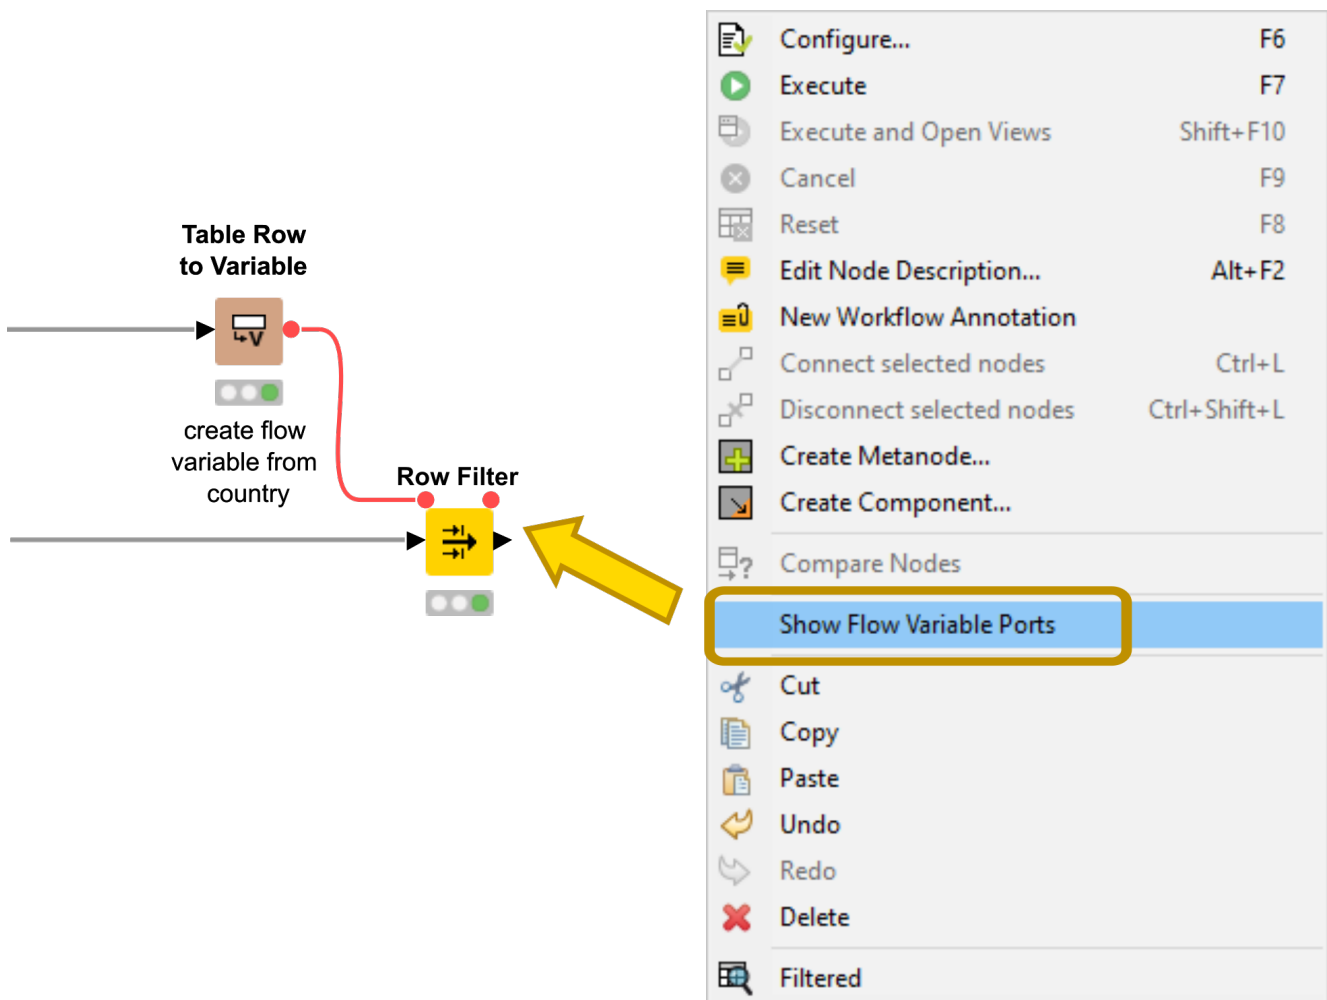 Table Row
to Variable
V
create flow
variable from
country
Row Filter
Configure... F6
Execute F7
Execute and Open Views Shift+F10
Cancel F9
Reset F8
Edit Node Description... Alt+F2
New Workflow Annotation
Connect selected nodes Ctrl+L
Disconnect selected nodes Ctrl+Shift+L
Create Metanode...
Create Component...
? Compare Nodes
Show Flow Variable Ports
Cut
Copy
Paste
Undo
Redo
Delete
Filtered